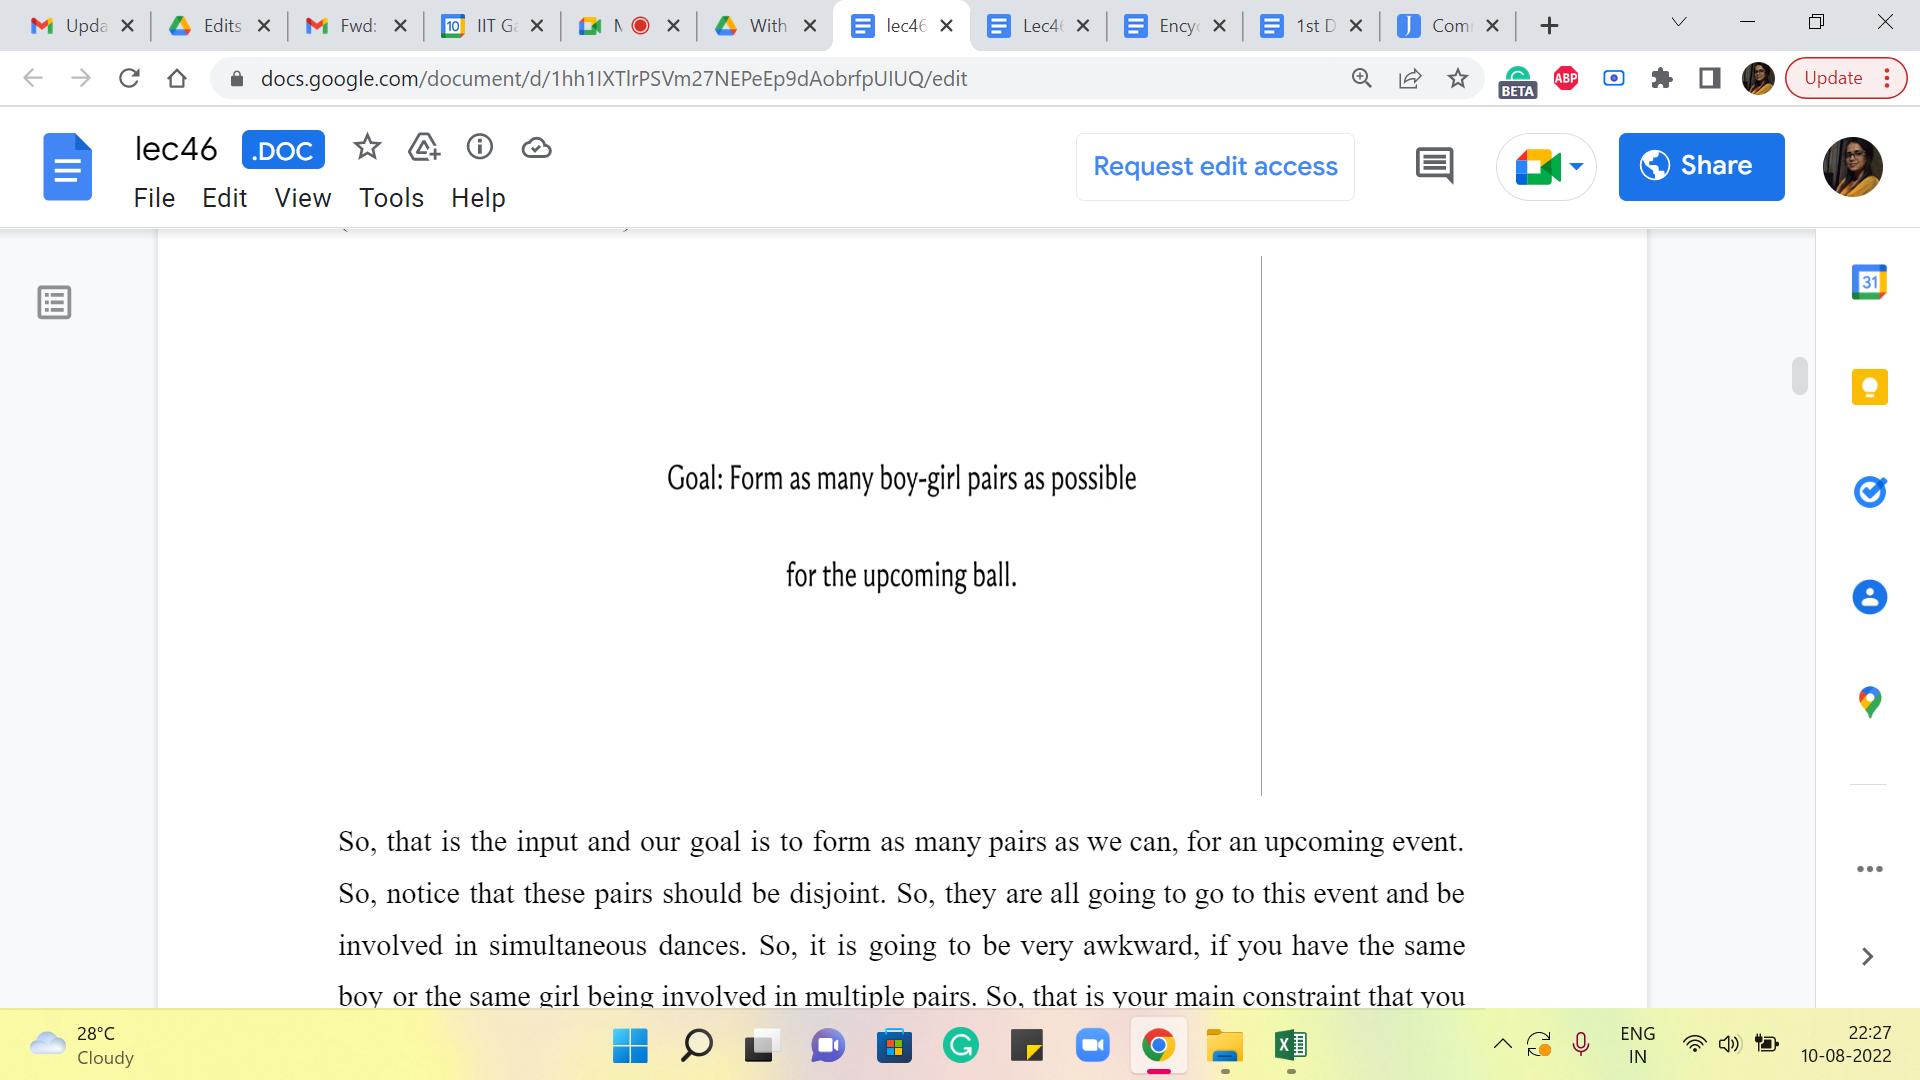 Upda
Edits
Fwd:
IIT Ga
M
With
lec46
Lec46
Ency
1st D
Com
docs.google.com/document/d/1hh1IXTlrPSVm27NEPeEp9dAobrfpUIUQ/edit
BETA
ABP
Update
lec46
.DOC
Request edit access
Share
File Edit View Tools Help
31
Goal: Form as many boy-girl pairs as possible
for the upcoming ball.
So, that is the input and our goal is to form as many pairs as we can, for an upcoming event.
So, notice that these pairs should be disjoint. So, they are all going to go to this event and be
involved in simultaneous dances. So, it is going to be very awkward, if you have the same
boy or the same girl being involved in multiple pairs. So, that is your main constraint that you
28°C
Cloudy
ENG
IN
22:27
10-08-2022